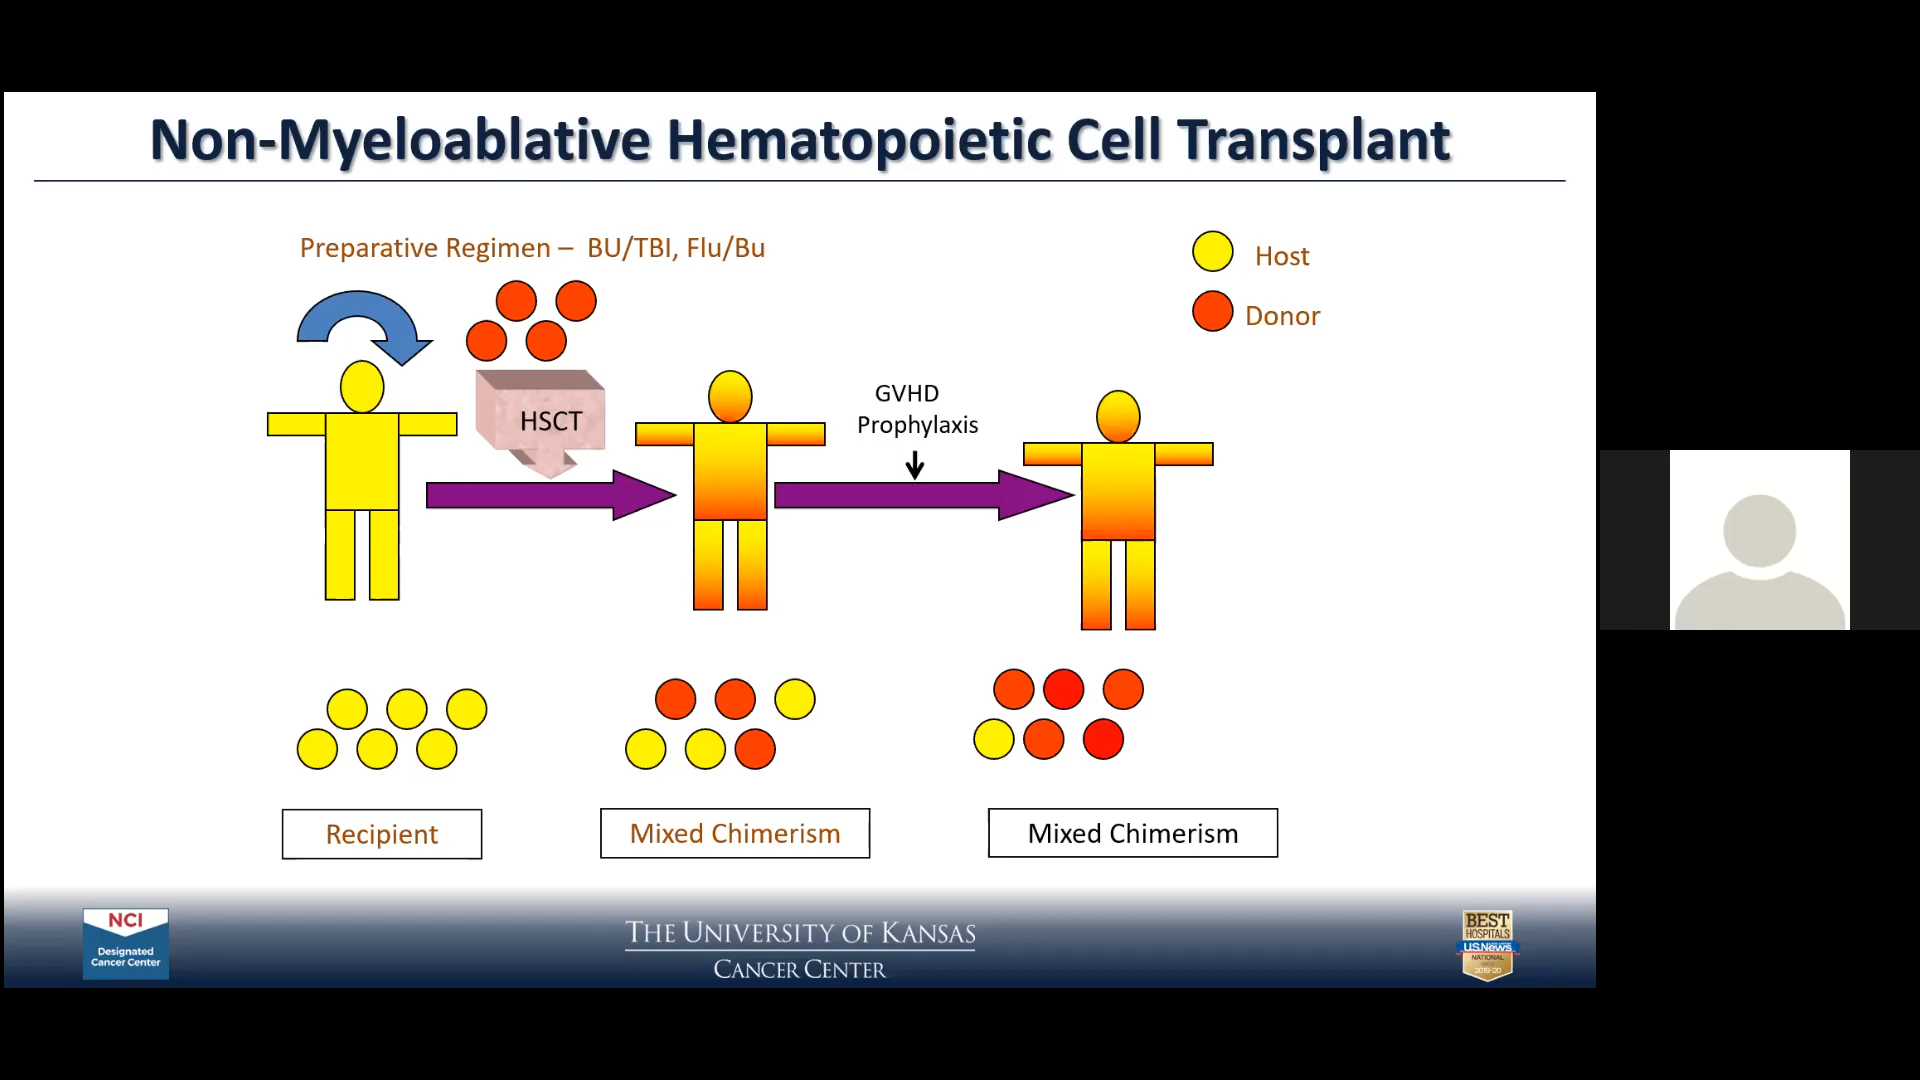 Non-Myeloablative Hematopoietic Cell Transplant
Preparative Regimen – BU/TBI, Flu/Bu
Host
Donor
HSCT
GVHD
Prophylaxis
Recipient
Mixed Chimerism
Mixed Chimerism
NCI
Designated
Cancer Center
THE UNIVERSITY OF KANSAS
CANCER CENTER
BEST
HOSPITALS
U.S.News
NATIONAL
2019-20